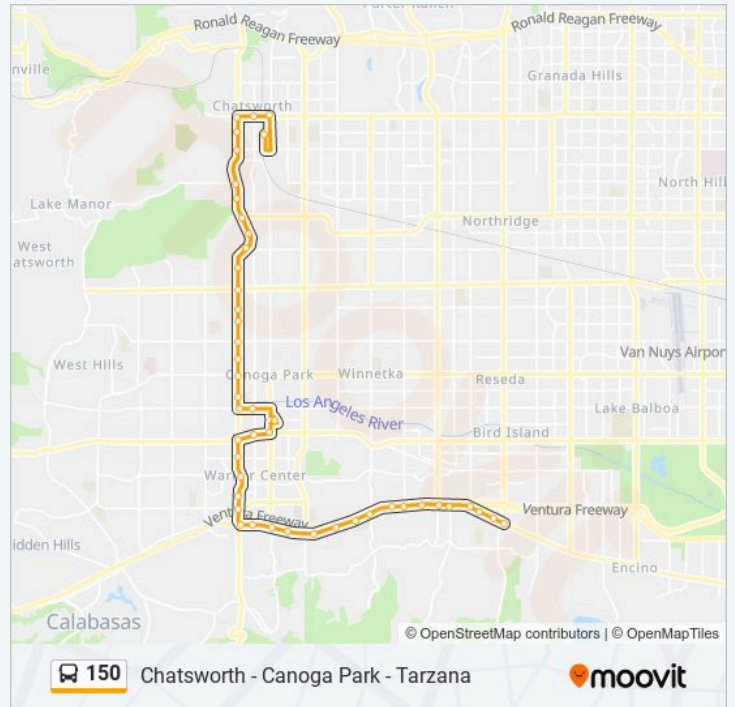 Porter Ranch
Ronald Reagan Freeway
Ronald Reagan Freeway
nville
Granada Hills
Chatsworth
North Hill
Lake Manor
Northridge
West
atsworth
Van Nuys Airpor
West Hills
Canoga Park
Winnetka
Reseda
Los Angeles River
Lake Balboa
Bird Island
Warner Center
Ventura Freeway
Ventura Freeway
idden Hills
Encino
Calabasas
© OpenStreetMap contributors | © OpenMapTiles
150 Chatsworth - Canoga Park - Tarzana
moovit